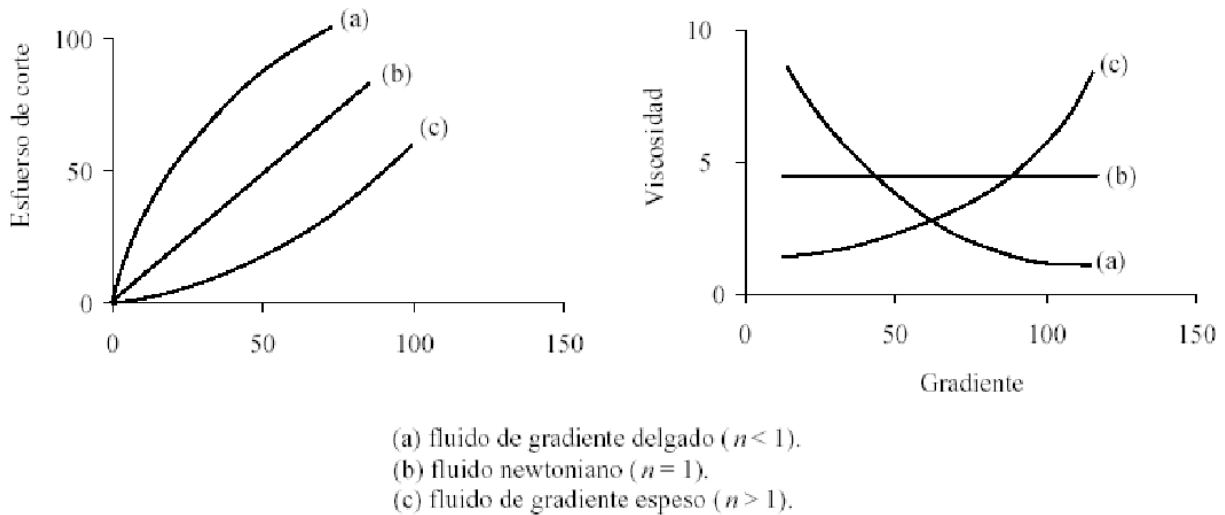 Esfuerso de corte
100
50
0
0
50
100
150
(a)
(b)
(c)
Viscosidad
10
5
0
0
50
100
150
Gradiente
(c)
(b)
(a)
(a) fluido de gradiente delgado (n < 1).
(b) fluido newtoniano (n = 1).
(c) fluido de gradiente espeso (n > 1).